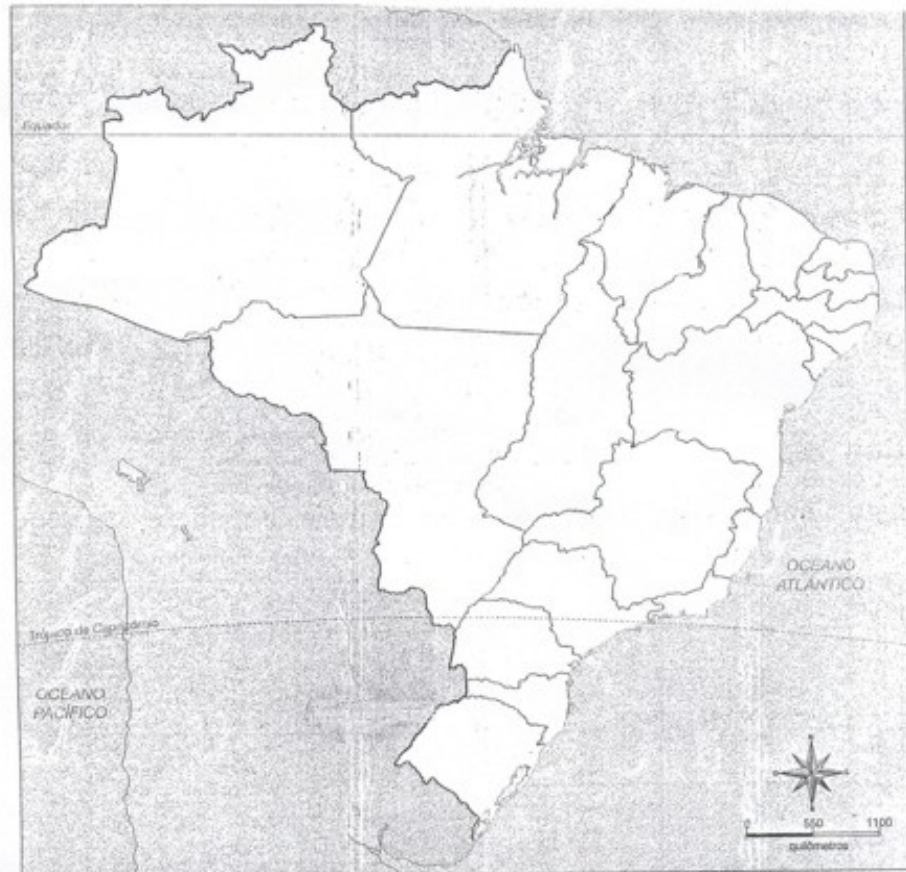 Equador
OCEANO
ATLÂNTICO
Trópico de Capricórnio
OCEANO
PACÍFICO
0 550 1100
quilômetros